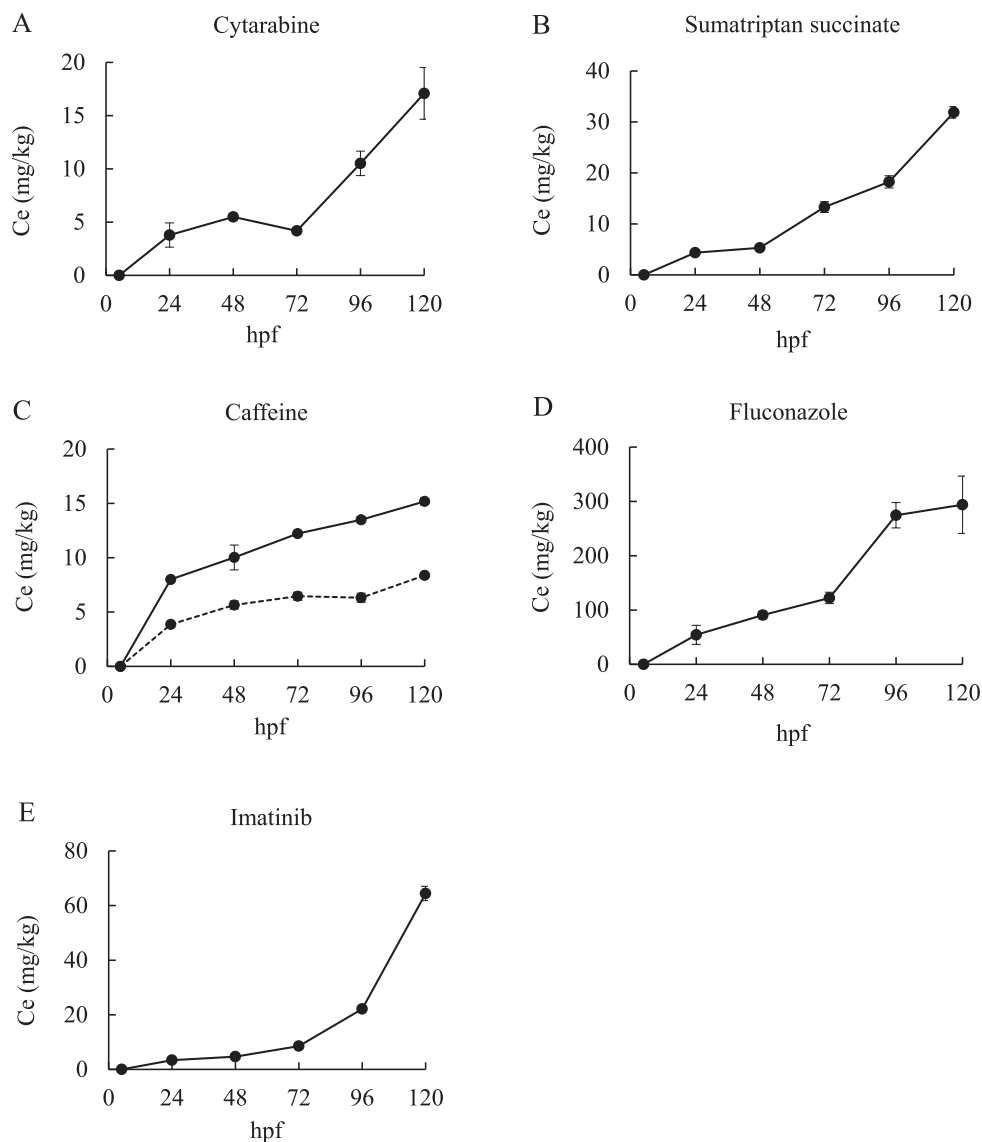 A
Cytarabine
Ce (mg/kg)
20
15
10
5
0
0 24 48 72 96 120
hpf
B
Sumatriptan succinate
Ce (mg/kg)
40
30
20
10
0
0 24 48 72 96 120
hpf
C
Caffeine
Ce (mg/kg)
20
15
10
5
0
0 24 48 72 96 120
hpf
D
Fluconazole
Ce (mg/kg)
400
300
200
100
0
0 24 48 72 96 120
hpf
E
Imatinib
Ce (mg/kg)
80
60
40
20
0
0 24 48 72 96 120
hpf